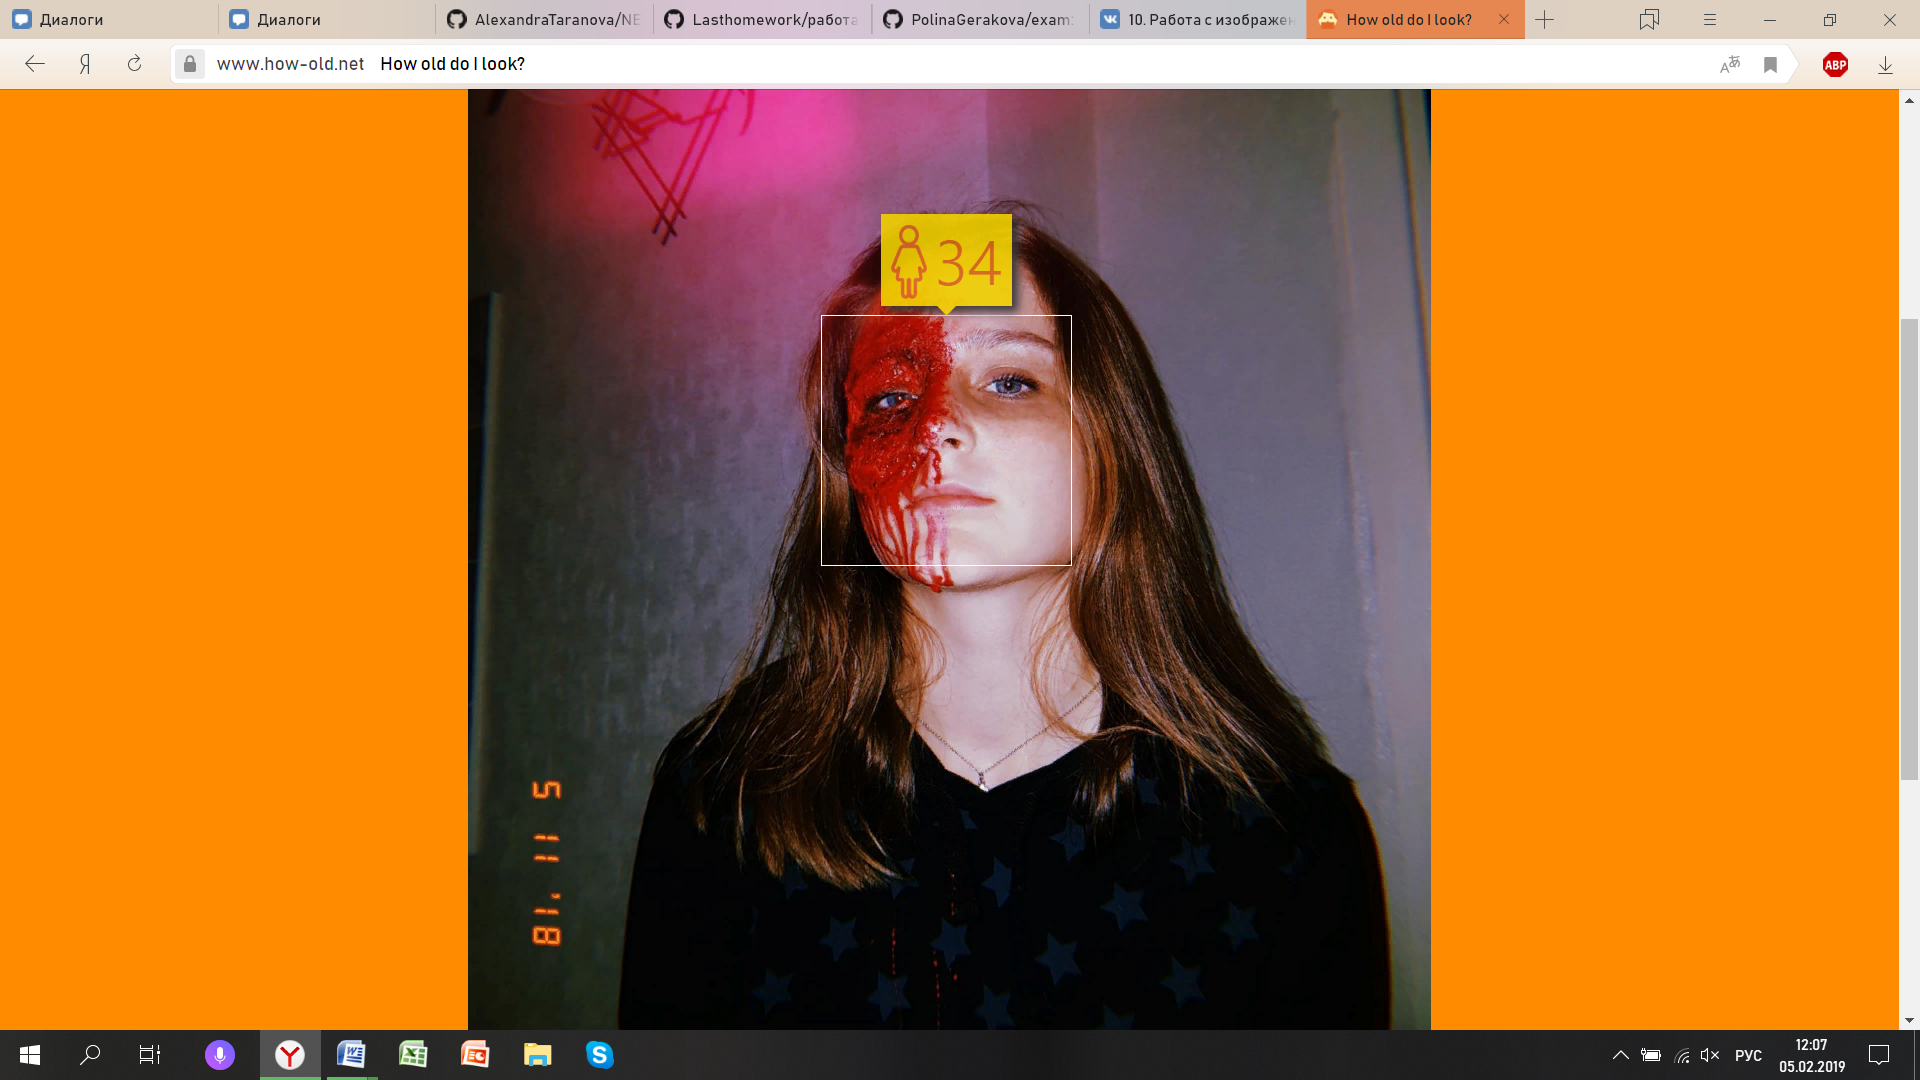 Диалоги
Диалоги
AlexandraTaranova/NE
Lasthomework/работа
PolinaGerakova/exam
10. Работа с изображен
How old do I look?
www.how-old.net How old do I look?
ABP
34
'18 11 5
РУС
12:07
05.02.2019